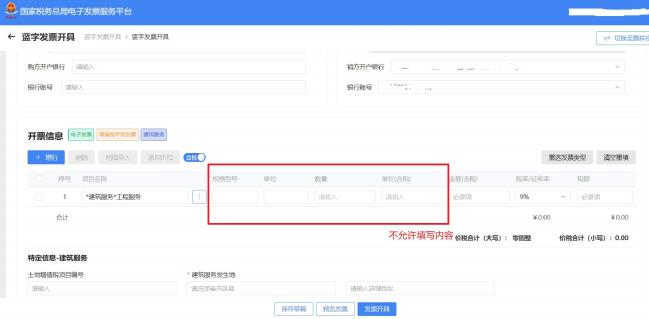 国家税务总局电子发票服务平台
蓝字发票开具 蓝字发票开具 > 蓝字发票开具 切换至票样
购方开户银行 请输入 销方开户银行
银行账号 请输入 银行账号
开票信息 电子发票 增值税专用发票 建筑服务
+ 增行 删除 明细导入 添加折扣 含税 重选发票类型 清空重填
序号 项目名称 规格型号 单位 数量 单价(含税) 金额(含税) 税率/征收率 税额
1 *建筑服务*工程服务 请输入 请输入 必填项 9% 必填项
合计 ¥0.00 ¥0.00
不允许填写内容 价税合计(大写): 零圆整 价税合计(小写): 0.00
特定信息-建筑服务
土地增值税项目编号 * 建筑服务发生地
请输入 请选择省市区县 请输入详细地址
保存草稿 预览发票 发票开具